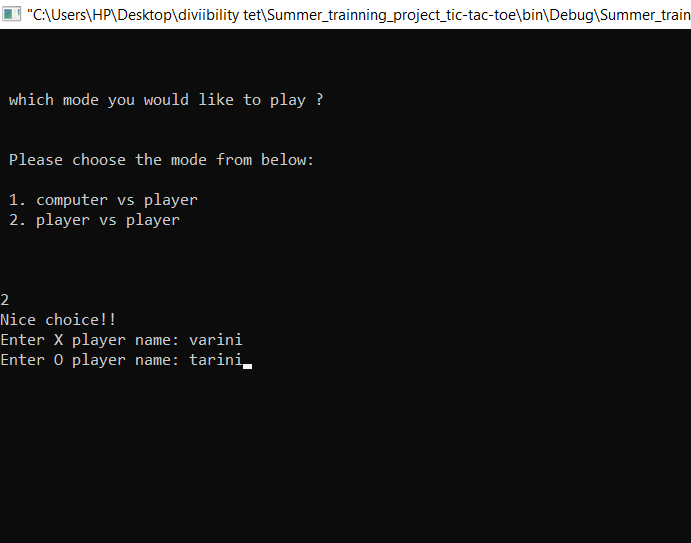 "C:\Users\HP\Desktop\diviibility tet\Summer_trainning_project_tic-tac-toe\bin\Debug\Summer_train
which mode you would like to play ?
Please choose the mode from below:
1. computer vs player
2. player vs player
2
Nice choice!!
Enter X player name: varini
Enter O player name: tarini